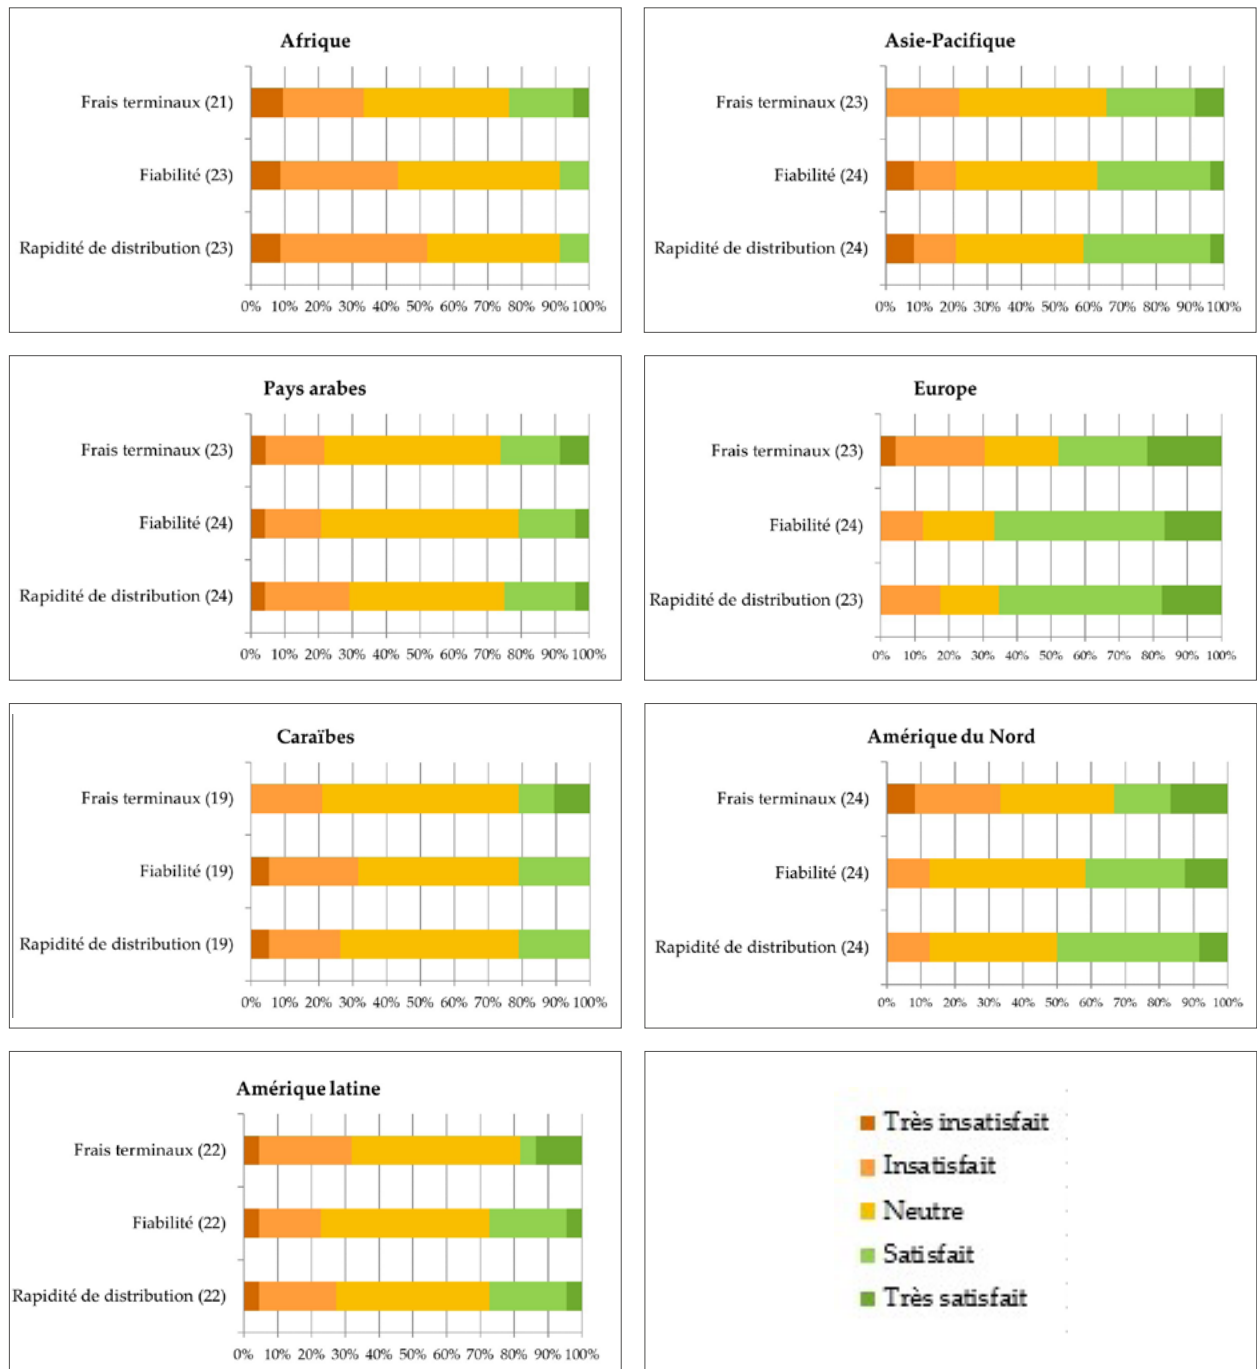 Afrique
Frais terminaux (21)
Fiabilité (23)
Rapidité de distribution (23)
0% 10% 20% 30% 40% 50% 60% 70% 80% 90% 100%
Asie-Pacifique
Frais terminaux (23)
Fiabilité (24)
Rapidité de distribution (24)
0% 10% 20% 30% 40% 50% 60% 70% 80% 90% 100%
Pays arabes
Frais terminaux (23)
Fiabilité (24)
Rapidité de distribution (24)
0% 10% 20% 30% 40% 50% 60% 70% 80% 90% 100%
Europe
Frais terminaux (23)
Fiabilité (24)
Rapidité de distribution (23)
0% 10% 20% 30% 40% 50% 60% 70% 80% 90% 100%
Caraïbes
Frais terminaux (19)
Fiabilité (19)
Rapidité de distribution (19)
0% 10% 20% 30% 40% 50% 60% 70% 80% 90% 100%
Amérique du Nord
Frais terminaux (24)
Fiabilité (24)
Rapidité de distribution (24)
0% 10% 20% 30% 40% 50% 60% 70% 80% 90% 100%
Amérique latine
Frais terminaux (22)
Fiabilité (22)
Rapidité de distribution (22)
0% 10% 20% 30% 40% 50% 60% 70% 80% 90% 100%
Très insatisfait
Insatisfait
Neutre
Satisfait
Très satisfait